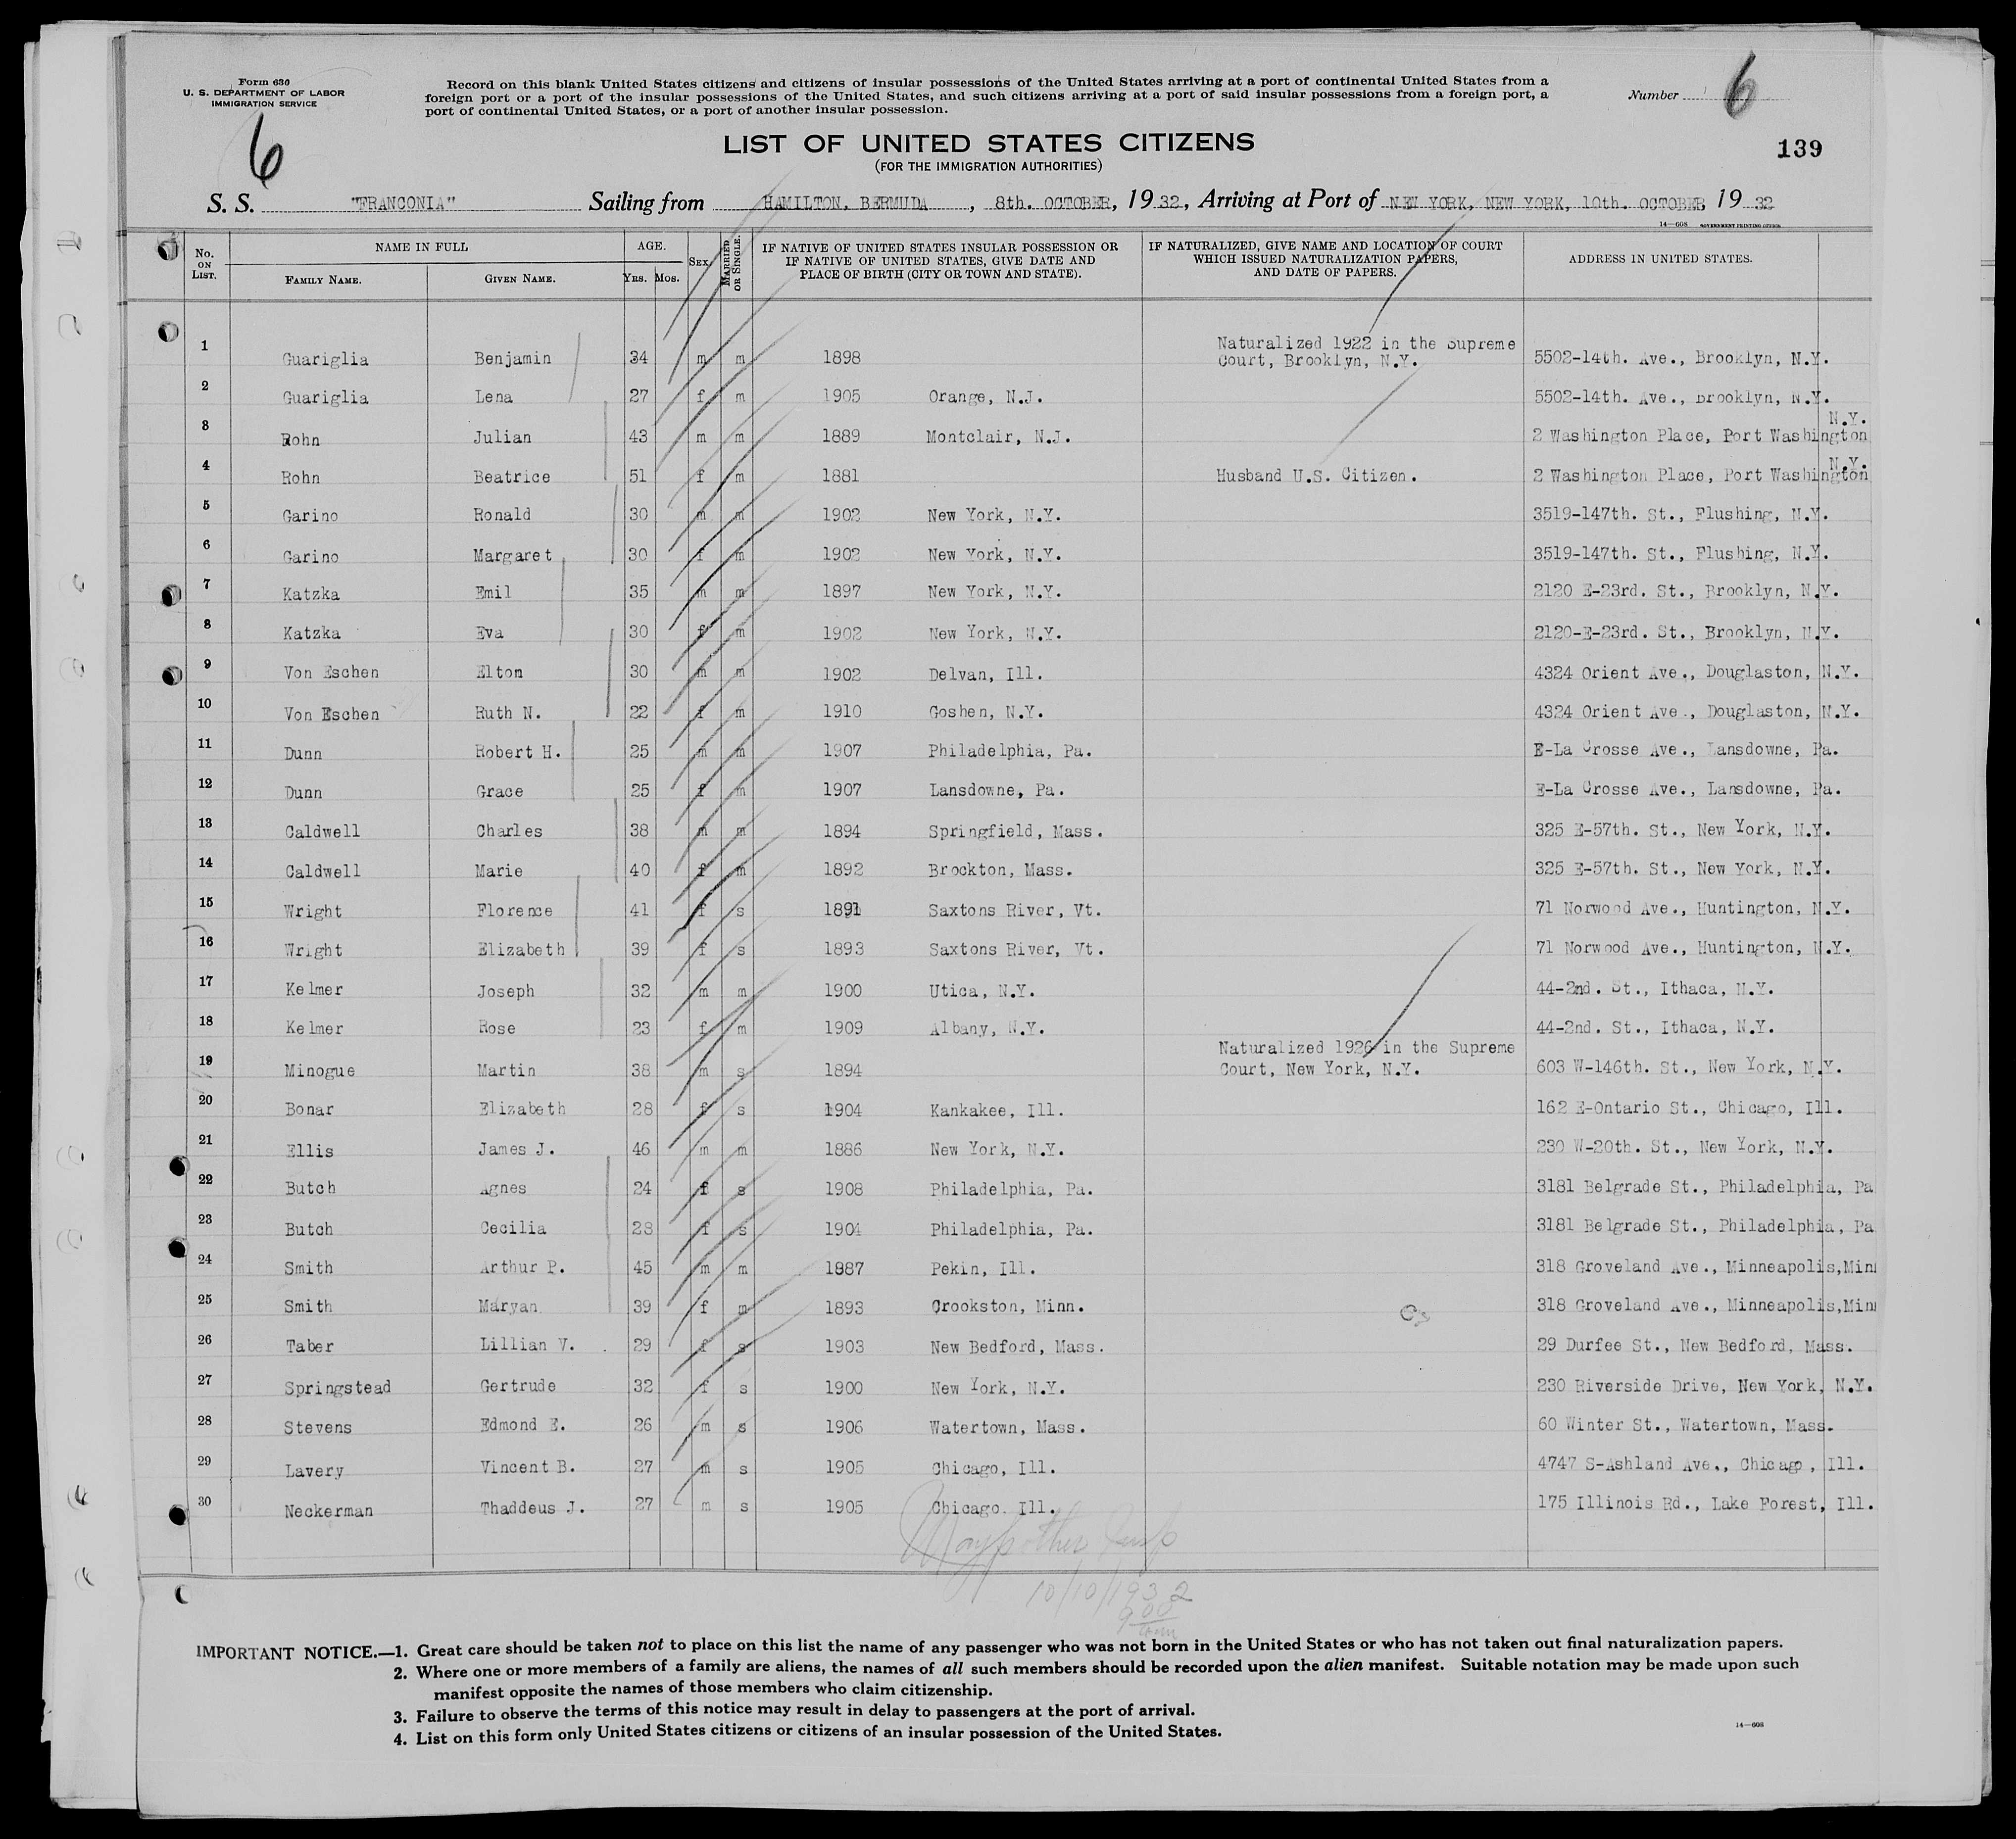 Form 630
U. S. DEPARTMENT OF LABOR
IMMIGRATION SERVICE
Record on this blank United States citizens and citizens of insular possessions of the United States arriving at a port of continental United States from a
foreign port or a port of the insular possessions of the United States, and such citizens arriving at a port of said insular possessions from a foreign port, a
port of continental United States, or a port of another insular possession.
Number 6
6
LIST OF UNITED STATES CITIZENS
(FOR THE IMMIGRATION AUTHORITIES)
139
S. S. "FRANCONIA" Sailing from HAMILTON, BERMUDA, 8th. OCTOBER, 1932, Arriving at Port of NEW YORK, NEW YORK, 10th. OCTOBER 1932
14—608 GOVERNMENT PRINTING OFFICE
No. ON LIST. NAME IN FULL FAMILY NAME. GIVEN NAME. AGE. YRS. MOS. SEX MARRIED OR SINGLE. IF NATIVE OF UNITED STATES INSULAR POSSESSION OR IF NATIVE OF UNITED STATES, GIVE DATE AND PLACE OF BIRTH (CITY OR TOWN AND STATE). IF NATURALIZED, GIVE NAME AND LOCATION OF COURT WHICH ISSUED NATURALIZATION PAPERS, AND DATE OF PAPERS. ADDRESS IN UNITED STATES.
1 Guariglia Benjamin 34 m m 1898 Naturalized 1922 in the Supreme Court, Brooklyn, N.Y. 5502-14th. Ave., Brooklyn, N.Y.
2 Guariglia Lena 27 f m 1905 Orange, N.J. 5502-14th. Ave., Brooklyn, N.Y.
3 Rohn Julian 43 m m 1889 Montclair, N.J. 2 Washington Place, Port Washington N.Y.
4 Rohn Beatrice 51 f m 1881 Husband U.S. Citizen. 2 Washington Place, Port Washington N.Y.
5 Garino Ronald 30 m m 1902 New York, N.Y. 3519-147th. St., Flushing, N.Y.
6 Garino Margaret 30 f m 1902 New York, N.Y. 3519-147th. St., Flushing, N.Y.
7 Katzka Emil 35 m m 1897 New York, N.Y. 2120 E-23rd. St., Brooklyn, N.Y.
8 Katzka Eva 30 f m 1902 New York, N.Y. 2120-E-23rd. St., Brooklyn, N.Y.
9 Von Eschen Elton 30 m m 1902 Delvan, Ill. 4324 Orient Ave., Douglaston, N.Y.
10 Von Eschen Ruth N. 22 f m 1910 Goshen, N.Y. 4324 Orient Ave., Douglaston, N.Y.
11 Dunn Robert H. 25 m m 1907 Philadelphia, Pa. E-La Crosse Ave., Lansdowne, Pa.
12 Dunn Grace 25 f m 1907 Lansdowne, Pa. E-La Crosse Ave., Lansdowne, Pa.
13 Caldwell Charles 38 m m 1894 Springfield, Mass. 325 E-57th. St., New York, N.Y.
14 Caldwell Marie 40 f m 1892 Brockton, Mass. 325 E-57th. St., New York, N.Y.
15 Wright Florence 41 f s 1891 Saxtons River, Vt. 71 Norwood Ave., Huntington, N.Y.
16 Wright Elizabeth 39 f s 1893 Saxtons River, Vt. 71 Norwood Ave., Huntington, N.Y.
17 Kelmer Joseph 32 m m 1900 Utica, N.Y. 44-2nd. St., Ithaca, N.Y.
18 Kelmer Rose 23 f m 1909 Albany, N.Y. 44-2nd. St., Ithaca, N.Y.
19 Minogue Martin 38 m s 1894 Naturalized 1926 in the Supreme Court, New York, N.Y. 603 W-146th. St., New York, N.Y.
20 Bonar Elizabeth 28 f s 1904 Kankakee, Ill. 162 E-Ontario St., Chicago, Ill.
21 Ellis James J. 46 m m 1886 New York, N.Y. 230 W-20th. St., New York, N.Y.
22 Butch Agnes 24 f s 1908 Philadelphia, Pa. 3181 Belgrade St., Philadelphia, Pa
23 Butch Cecilia 28 f s 1904 Philadelphia, Pa. 3181 Belgrade St., Philadelphia, Pa
24 Smith Arthur P. 45 m m 1887 Pekin, Ill. 318 Groveland Ave., Minneapolis,Minn
25 Smith Maryan 39 f m 1893 Crookston, Minn. 318 Groveland Ave., Minneapolis,Minn
26 Taber Lillian V. 29 f s 1903 New Bedford, Mass. 29 Durfee St., New Bedford, Mass.
27 Springstead Gertrude 32 f s 1900 New York, N.Y. 230 Riverside Drive, New York, N.Y.
28 Stevens Edmond E. 26 m s 1906 Watertown, Mass. 60 Winter St., Watertown, Mass.
29 Lavery Vincent B. 27 m s 1905 Chicago, Ill. 4747 S-Ashland Ave., Chicago, Ill.
30 Neckerman Thaddeus J. 27 m s 1905 Chicago. Ill. 175 Illinois Rd., Lake Forest, Ill.
10/10/1932
900
IMPORTANT NOTICE.—1. Great care should be taken not to place on this list the name of any passenger who was not born in the United States or who has not taken out final naturalization papers.
2. Where one or more members of a family are aliens, the names of all such members should be recorded upon the alien manifest. Suitable notation may be made upon such
manifest opposite the names of those members who claim citizenship.
3. Failure to observe the terms of this notice may result in delay to passengers at the port of arrival.
4. List on this form only United States citizens or citizens of an insular possession of the United States.
14—608